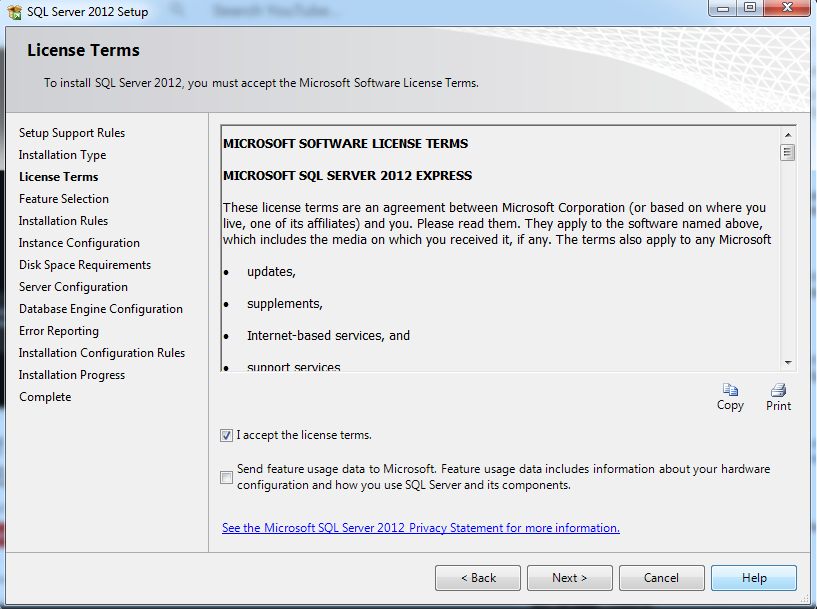 SQL Server 2012 Setup
License Terms
To install SQL Server 2012, you must accept the Microsoft Software License Terms.
Setup Support Rules
Installation Type
License Terms
Feature Selection
Installation Rules
Instance Configuration
Disk Space Requirements
Server Configuration
Database Engine Configuration
Error Reporting
Installation Configuration Rules
Installation Progress
Complete
MICROSOFT SOFTWARE LICENSE TERMS
MICROSOFT SQL SERVER 2012 EXPRESS
These license terms are an agreement between Microsoft Corporation (or based on where you
live, one of its affiliates) and you. Please read them. They apply to the software named above,
which includes the media on which you received it, if any. The terms also apply to any Microsoft
• updates,
• supplements,
• Internet-based services, and
• support services
Copy
Print
I accept the license terms.
Send feature usage data to Microsoft. Feature usage data includes information about your hardware
configuration and how you use SQL Server and its components.
See the Microsoft SQL Server 2012 Privacy Statement for more information.
< Back
Next >
Cancel
Help